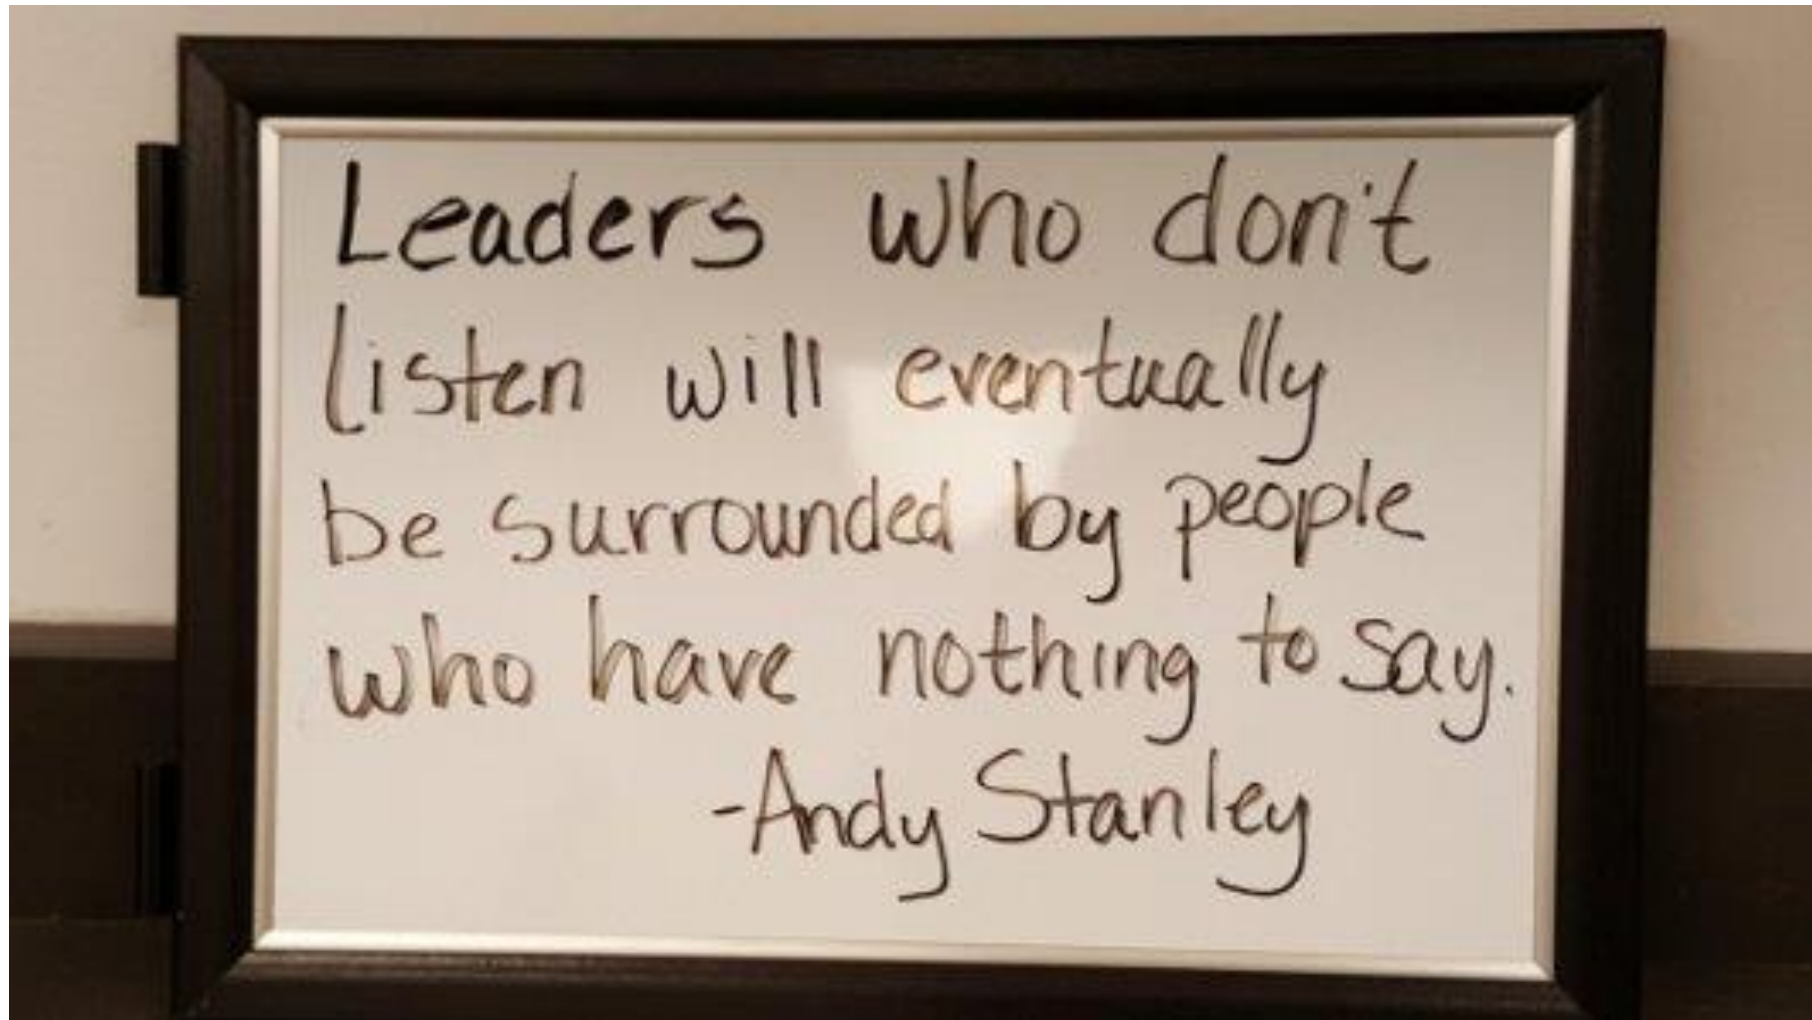 Leaders who don't
listen will eventually
be surrounded by people
who have nothing to say.
-Andy Stanley